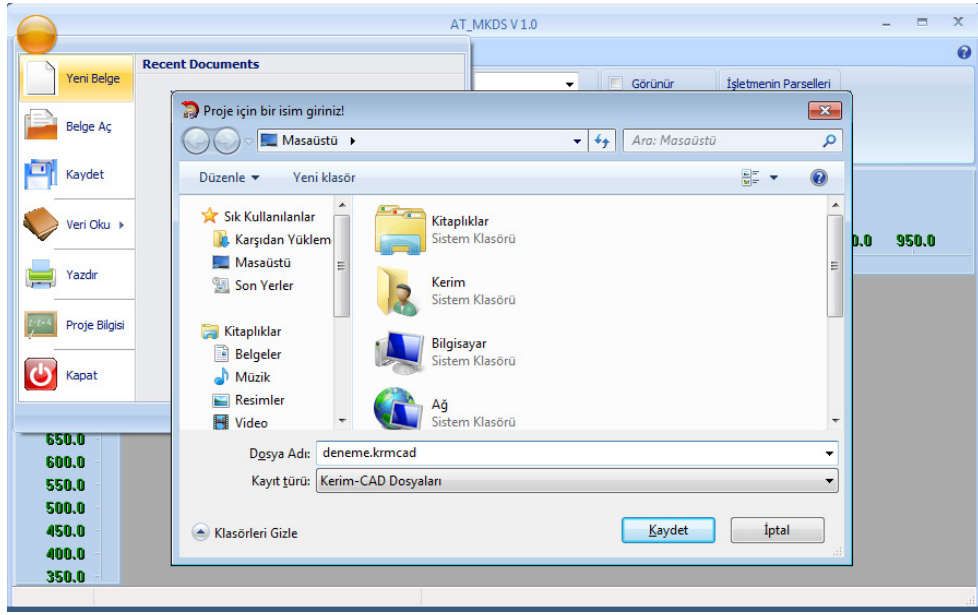 AT_MKDS V 1.0
Recent Documents
Yeni Belge
Belge Aç
Kaydet
Veri Oku
Yazdır
Proje Bilgisi
Kapat
Görünür
İşletmenin Parselleri
Proje için bir isim giriniz!
Masaüstü
Ara: Masaüstü
Düzenle
Yeni klasör
Sık Kullanılanlar
Karşıdan Yüklem
Masaüstü
Son Yerler
Kitaplıklar
Belgeler
Müzik
Resimler
Video
Kitaplıklar
Sistem Klasörü
Kerim
Sistem Klasörü
Bilgisayar
Sistem Klasörü
Ağ
Sistem Klasörü
Dosya Adı: deneme.krmcad
Kayıt türü: Kerim-CAD Dosyaları
Klasörleri Gizle
Kaydet
İptal
0.0 950.0
650.0
600.0
550.0
500.0
450.0
400.0
350.0